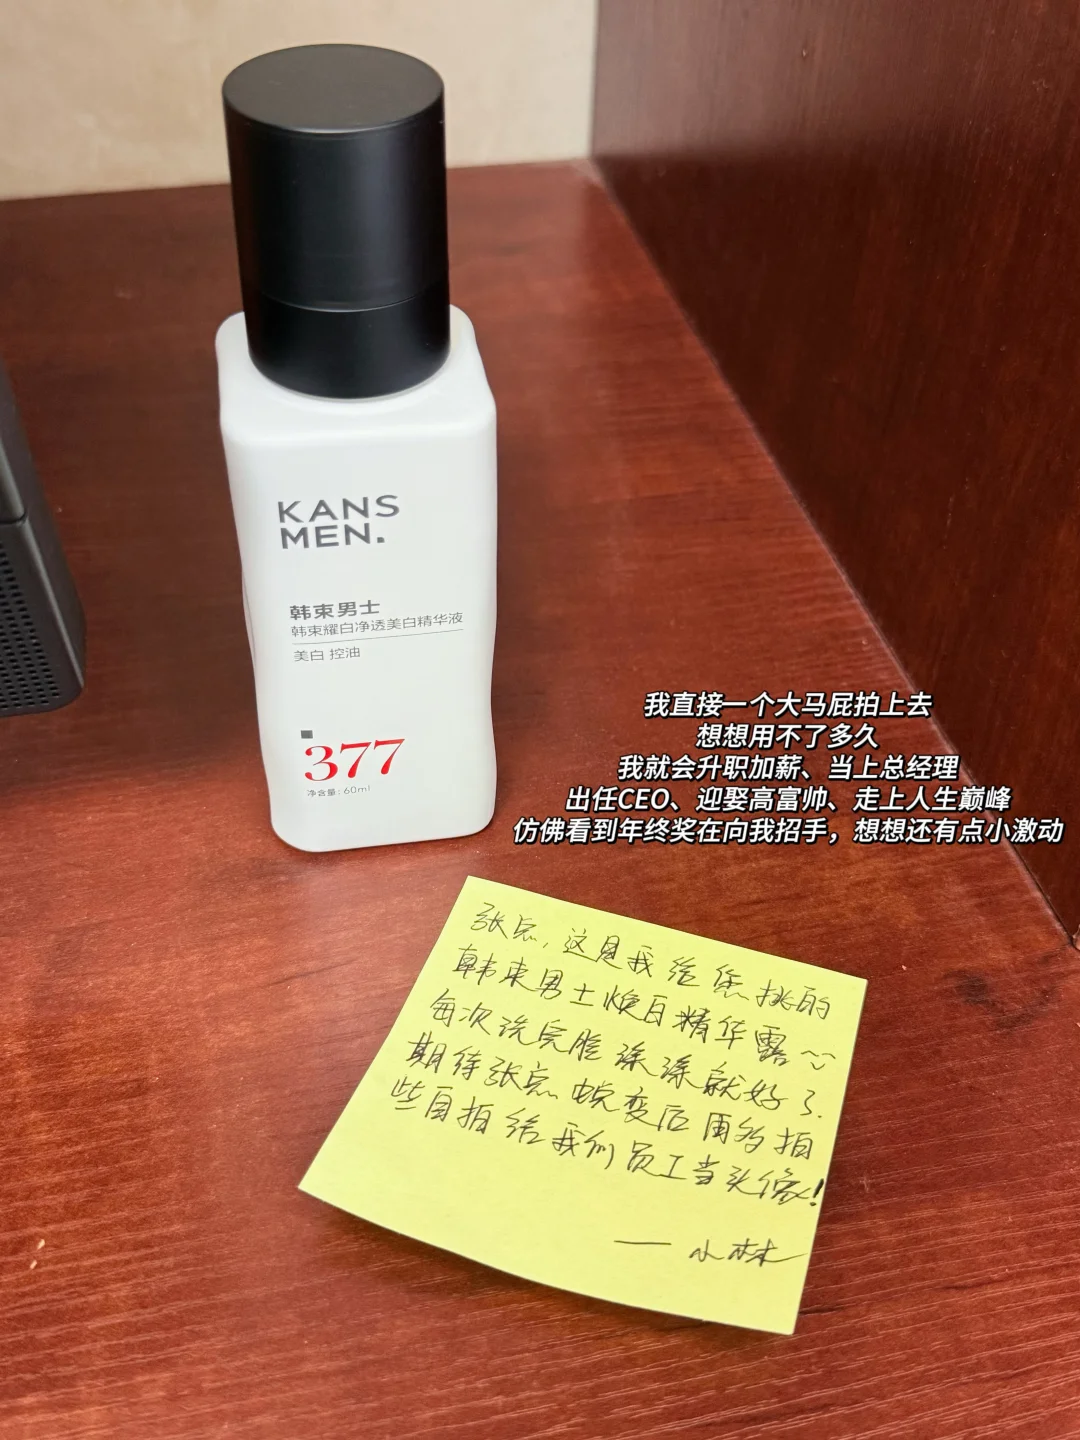 KANS
MEN.
韩束男士
韩束耀白净透美白精华液
美白 控油
377
净含量:60ml
我直接一个大马屁拍上去
想想用不了多久
我就会升职加薪、当上总经理
出任CEO、迎娶高富帅、走上人生巅峰
仿佛看到年终奖在向我招手，想想还有点小激动
张总,这是我给您挑的
韩束男士焕白精华露~~
每次洗完脸涂涂就好了.
期待张总蜕变后再多拍
些自拍给我们员工当头像!
——小林